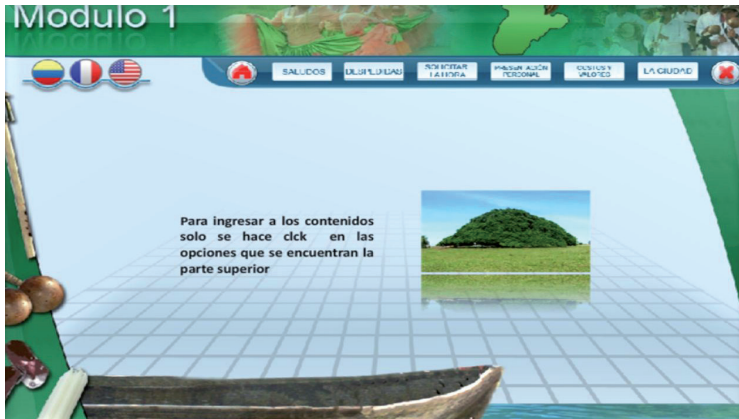 Modulo 1
SALUDOS
DESPEDIDAS
SOLICITAR
LA HORA
PRESENTACIÓN
PERSONAL
COSTOS Y
VALORES
LA CIUDAD
Para ingresar a los contenidos
solo se hace clck en las
opciones que se encuentran la
parte superior